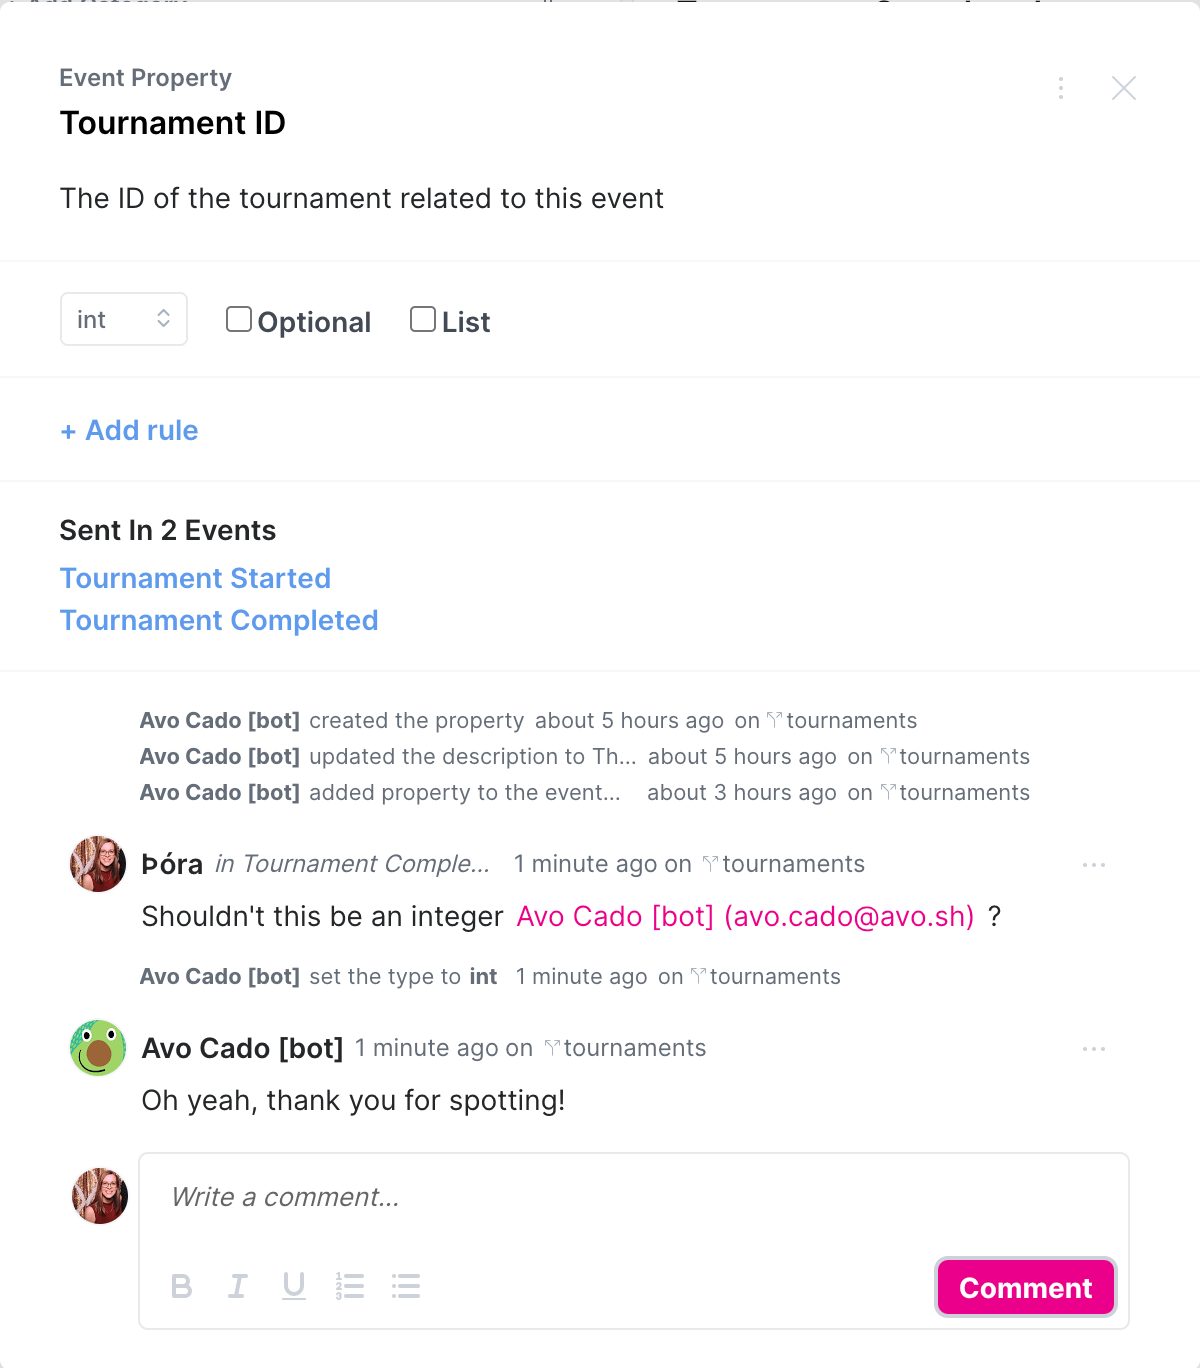 Event Property
Tournament ID
The ID of the tournament related to this event
int Optional List
+ Add rule
Sent In 2 Events
Tournament Started
Tournament Completed
Avo Cado [bot] created the property about 5 hours ago on tournaments
Avo Cado [bot] updated the description to Th... about 5 hours ago on tournaments
Avo Cado [bot] added property to the event... about 3 hours ago on tournaments
Þóra in Tournament Comple... 1 minute ago on tournaments
Shouldn't this be an integer Avo Cado [bot] (avo.cado@avo.sh) ?
Avo Cado [bot] set the type to int 1 minute ago on tournaments
Avo Cado [bot] 1 minute ago on tournaments
Oh yeah, thank you for spotting!
Write a comment...
B I U
Comment